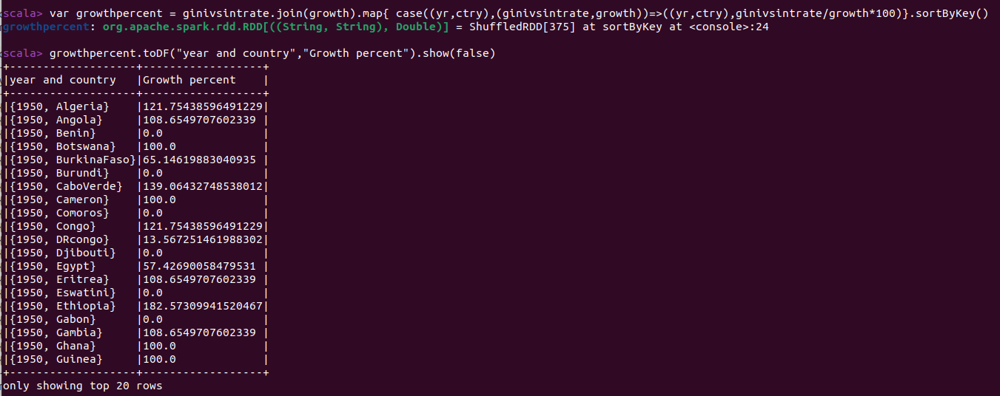 scala> var growthpercent = ginivsintrate.join(growth).map{ case((yr,ctry),(ginivsintrate,growth))=>((yr,ctry),ginivsintrate/growth*100)}.sortByKey()
growthpercent: org.apache.spark.rdd.RDD[((String, String), Double)] = ShuffledRDD[375] at sortByKey at <console>:24
scala> growthpercent.toDF("year and country","Growth percent").show(false)
+-------------------+------------------+
|year and country   |Growth percent    |
+-------------------+------------------+
|{1950, Algeria}    |121.75438596491229|
|{1950, Angola}     |108.6549707602339 |
|{1950, Benin}      |0.0               |
|{1950, Botswana}   |100.0             |
|{1950, BurkinaFaso}|65.14619883040935 |
|{1950, Burundi}    |0.0               |
|{1950, CaboVerde}  |139.06432748538012|
|{1950, Cameron}    |100.0             |
|{1950, Comoros}    |0.0               |
|{1950, Congo}      |121.75438596491229|
|{1950, DRcongo}    |13.567251461988302|
|{1950, Djibouti}   |0.0               |
|{1950, Egypt}      |57.42690058479531 |
|{1950, Eritrea}    |108.6549707602339 |
|{1950, Eswatini}   |0.0               |
|{1950, Ethiopia}   |182.57309941520467|
|{1950, Gabon}      |0.0               |
|{1950, Gambia}     |108.6549707602339 |
|{1950, Ghana}      |100.0             |
|{1950, Guinea}     |100.0             |
+-------------------+------------------+
only showing top 20 rows